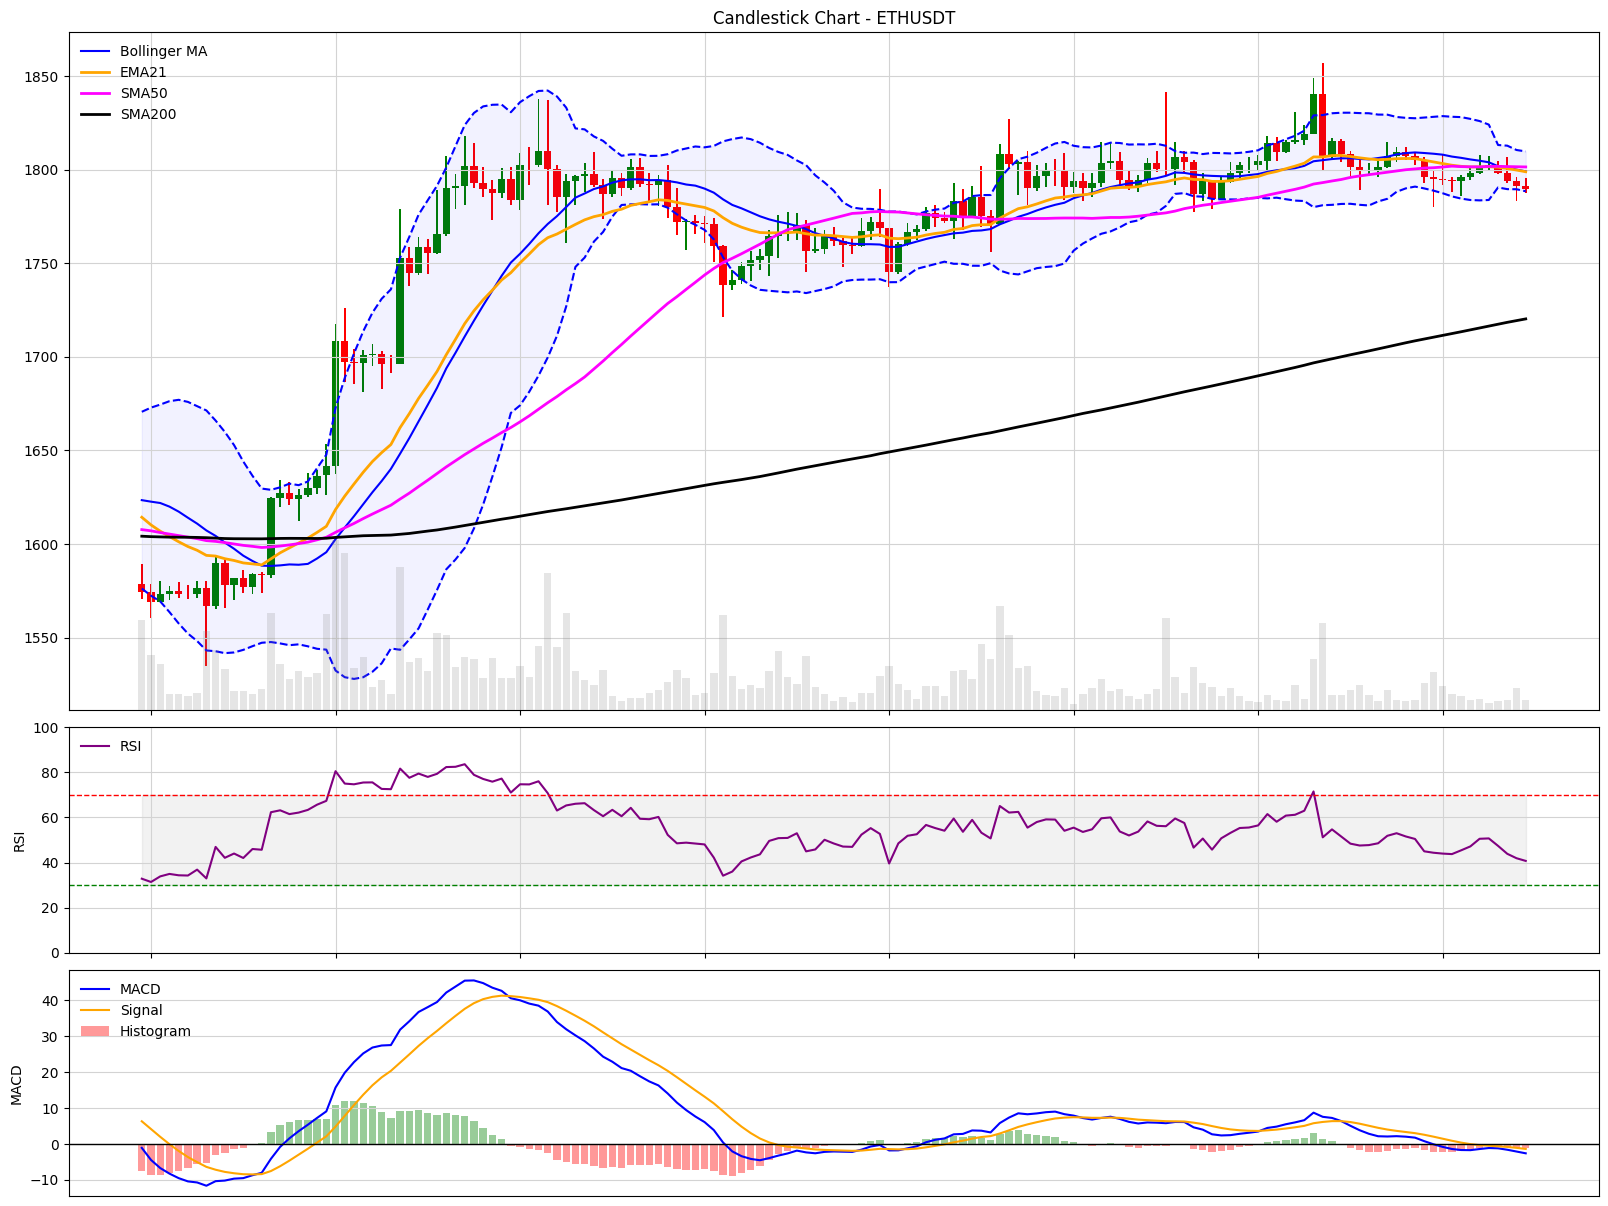 Candlestick Chart - ETHUSDT
Bollinger MA
EMA21
SMA50
SMA200
1850
1800
1750
1700
1650
1600
1550
RSI
100
80
60
40
20
0
RSI
MACD
Signal
Histogram
40
30
20
10
0
−10
MACD